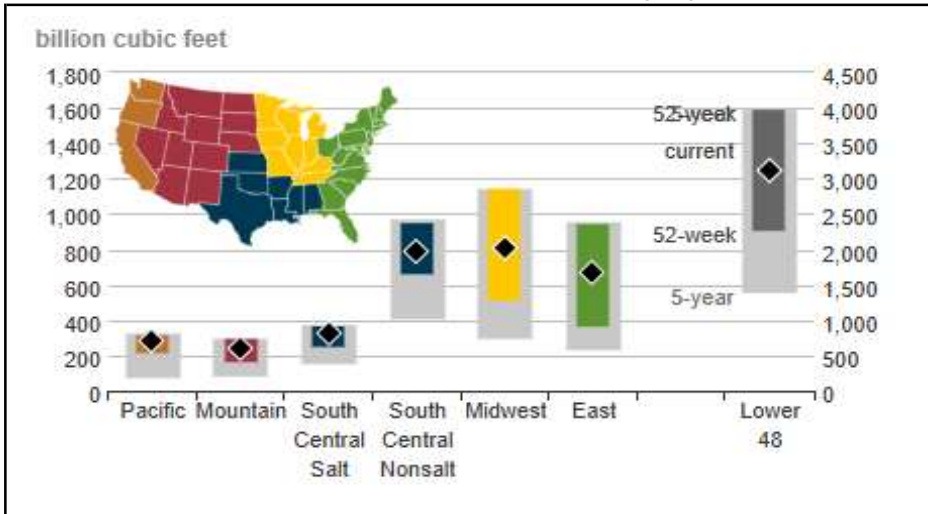 billion cubic feet
1,800
1,600
1,400
1,200
1,000
800
600
400
200
0
4,500
4,000
3,500
3,000
2,500
2,000
1,500
1,000
500
0
52-week
current
52-week
5-year
Pacific
Mountain
South
Central
Salt
South
Central
Nonsalt
Midwest
East
Lower
48